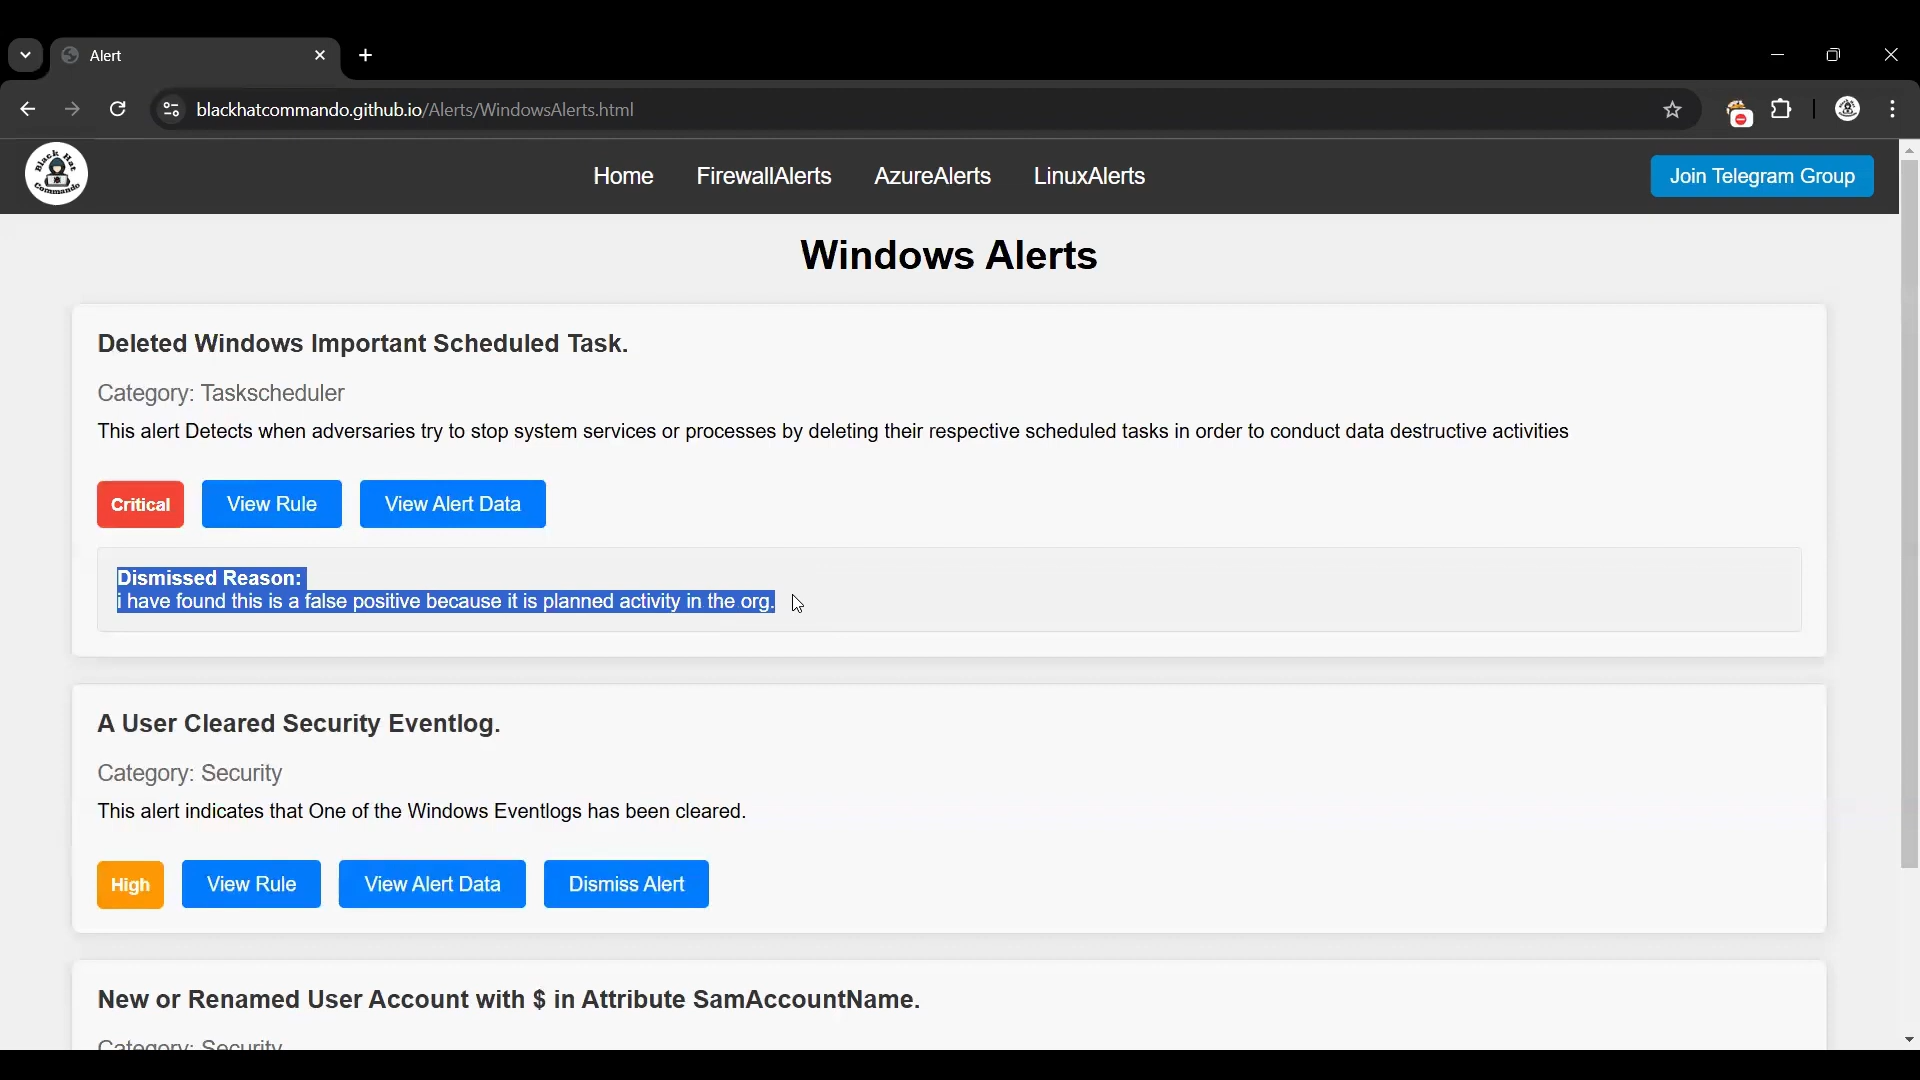 Alert
blackhatcommando.github.io/Alerts/WindowsAlerts.html
Black Hat Commando
Home
FirewallAlerts
AzureAlerts
LinuxAlerts
Join Telegram Group
Windows Alerts
Deleted Windows Important Scheduled Task.
Category: Taskscheduler
This alert Detects when adversaries try to stop system services or processes by deleting their respective scheduled tasks in order to conduct data destructive activities
Critical
View Rule
View Alert Data
Dismissed Reason:
i have found this is a false positive because it is planned activity in the org.
A User Cleared Security Eventlog.
Category: Security
This alert indicates that One of the Windows Eventlogs has been cleared.
High
View Rule
View Alert Data
Dismiss Alert
New or Renamed User Account with $ in Attribute SamAccountName.
Category: Security